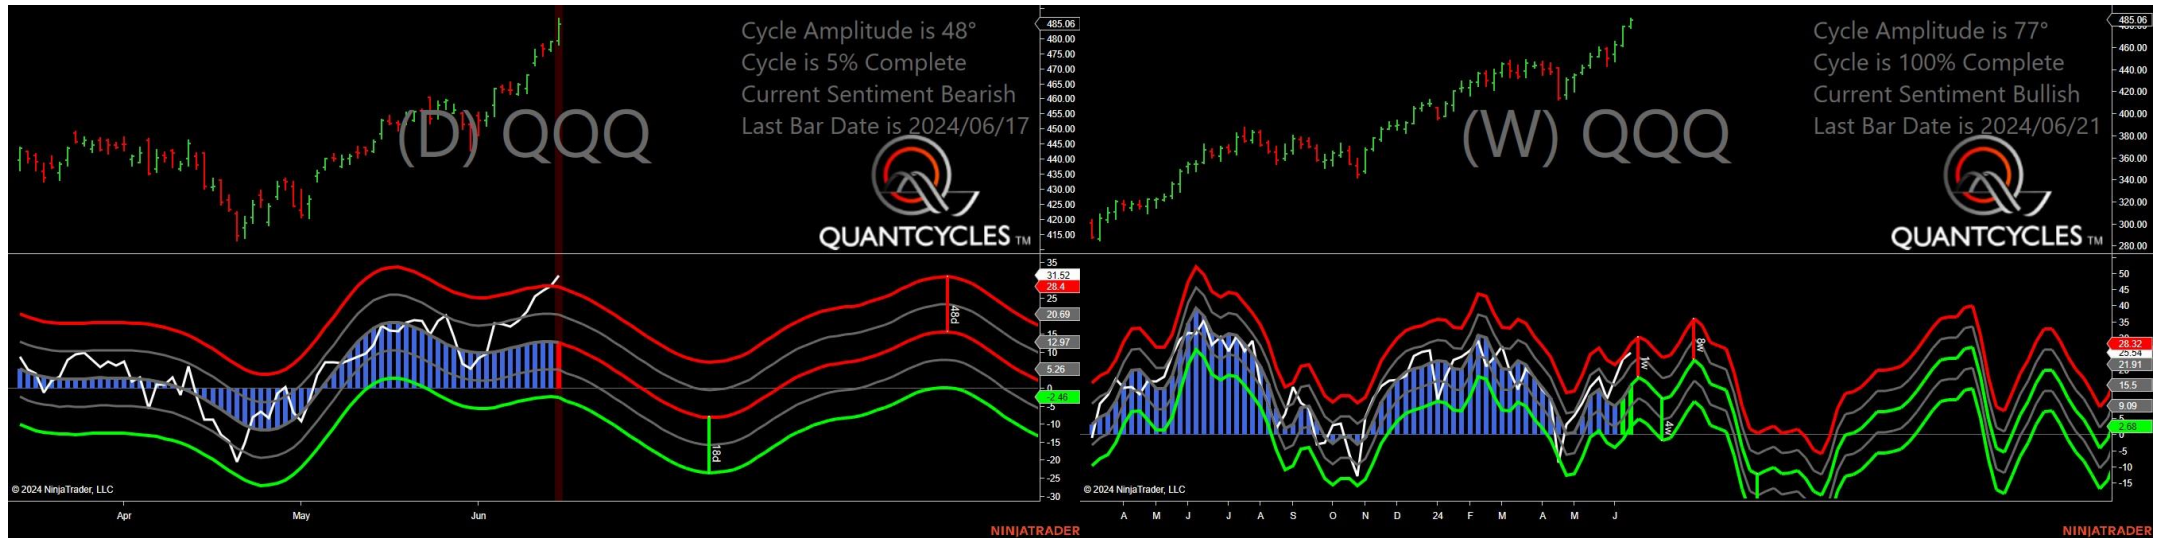 Cycle Amplitude is 48°
Cycle is 5% Complete
Current Sentiment Bearish
Last Bar Date is 2024/06/17
(D) QQQ
QUANTCYCLES TM
485.06
480.00
475.00
470.00
465.00
460.00
455.00
450.00
445.00
440.00
435.00
430.00
425.00
420.00
415.00
35
31.52
28.4
25
20.69
15
12.97
10
5.26
0
-2.46
-5
-10
-15
-20
-25
-30
48d
18d
© 2024 NinjaTrader, LLC
Apr May Jun
NINJATRADER
Cycle Amplitude is 77°
Cycle is 100% Complete
Current Sentiment Bullish
Last Bar Date is 2024/06/21
(W) QQQ
QUANTCYCLES TM
485.06
460.00
440.00
420.00
400.00
380.00
360.00
340.00
320.00
300.00
280.00
50
45
40
35
28.32
25.54
21.91
15.5
9.09
5
2.68
0
-5
-10
-15
1w
8w
4w
© 2024 NinjaTrader, LLC
A M J J A S O N D 24 F M A M J
NINJATRADER